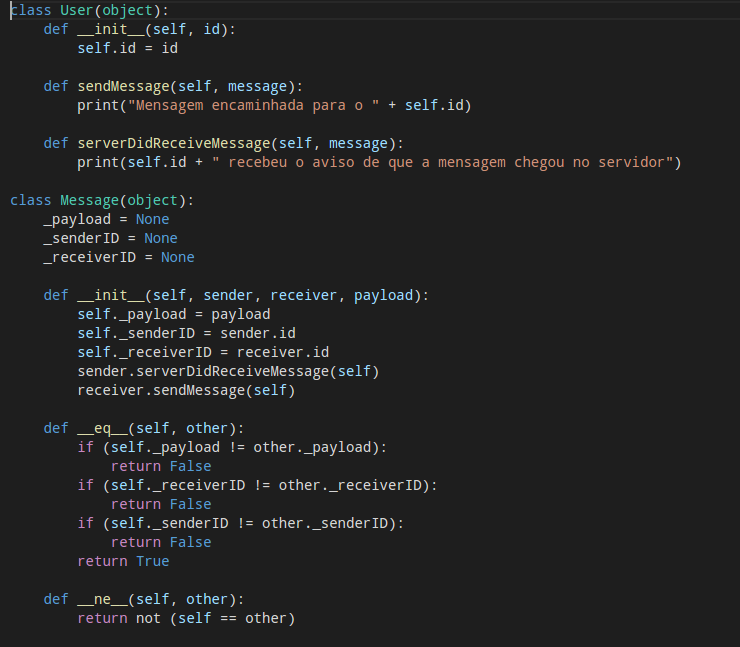 class User(object):
    def __init__(self, id):
        self.id = id

    def sendMessage(self, message):
        print("Mensagem encaminhada para o " + self.id)

    def serverDidReceiveMessage(self, message):
        print(self.id + " recebeu o aviso de que a mensagem chegou no servidor")

class Message(object):
    _payload = None
    _senderID = None
    _receiverID = None

    def __init__(self, sender, receiver, payload):
        self._payload = payload
        self._senderID = sender.id
        self._receiverID = receiver.id
        sender.serverDidReceiveMessage(self)
        receiver.sendMessage(self)

    def __eq__(self, other):
        if (self._payload != other._payload):
            return False
        if (self._receiverID != other._receiverID):
            return False
        if (self._senderID != other._senderID):
            return False
        return True

    def __ne__(self, other):
        return not (self == other)